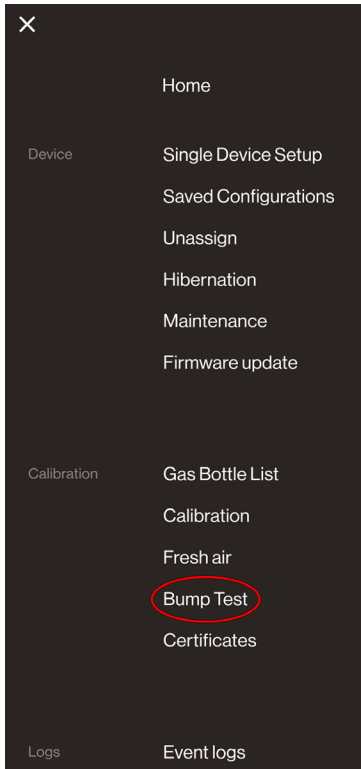 Home
Device Single Device Setup
Saved Configurations
Unassign
Hibernation
Maintenance
Firmware update
Calibration Gas Bottle List
Calibration
Fresh air
Bump Test
Certificates
Logs Event logs